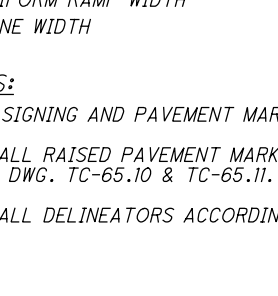 IFORM RAMP WIDTH
NE WIDTH
S:
SIGNING AND PAVEMENT MAR
ALL RAISED PAVEMENT MARK
DWG. TC-65.10 & TC-65.11.
ALL DELINEATORS ACCORDIN